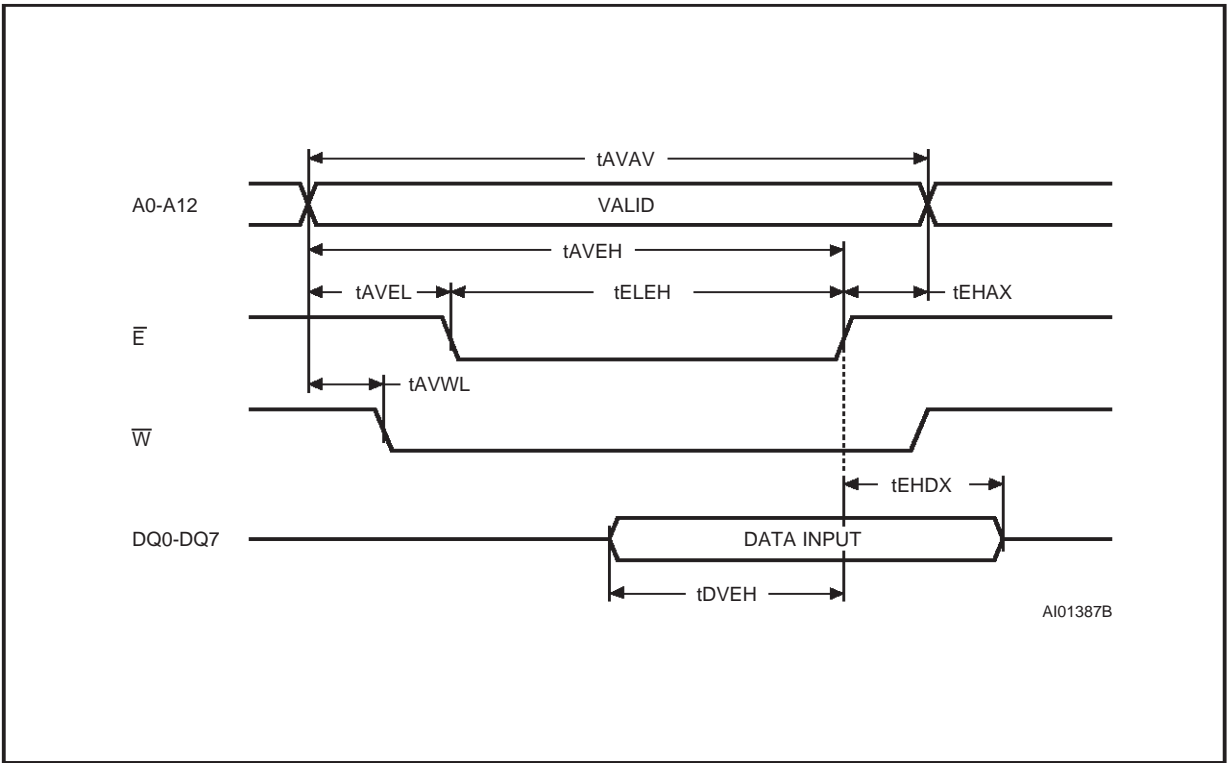 tAVAV
A0-A12
VALID
tAVEH
tAVEL
tELEH
tEHAX
E̅
tAVWL
W̅
tEHDX
DQ0-DQ7
DATA INPUT
tDVEH
AI01387B